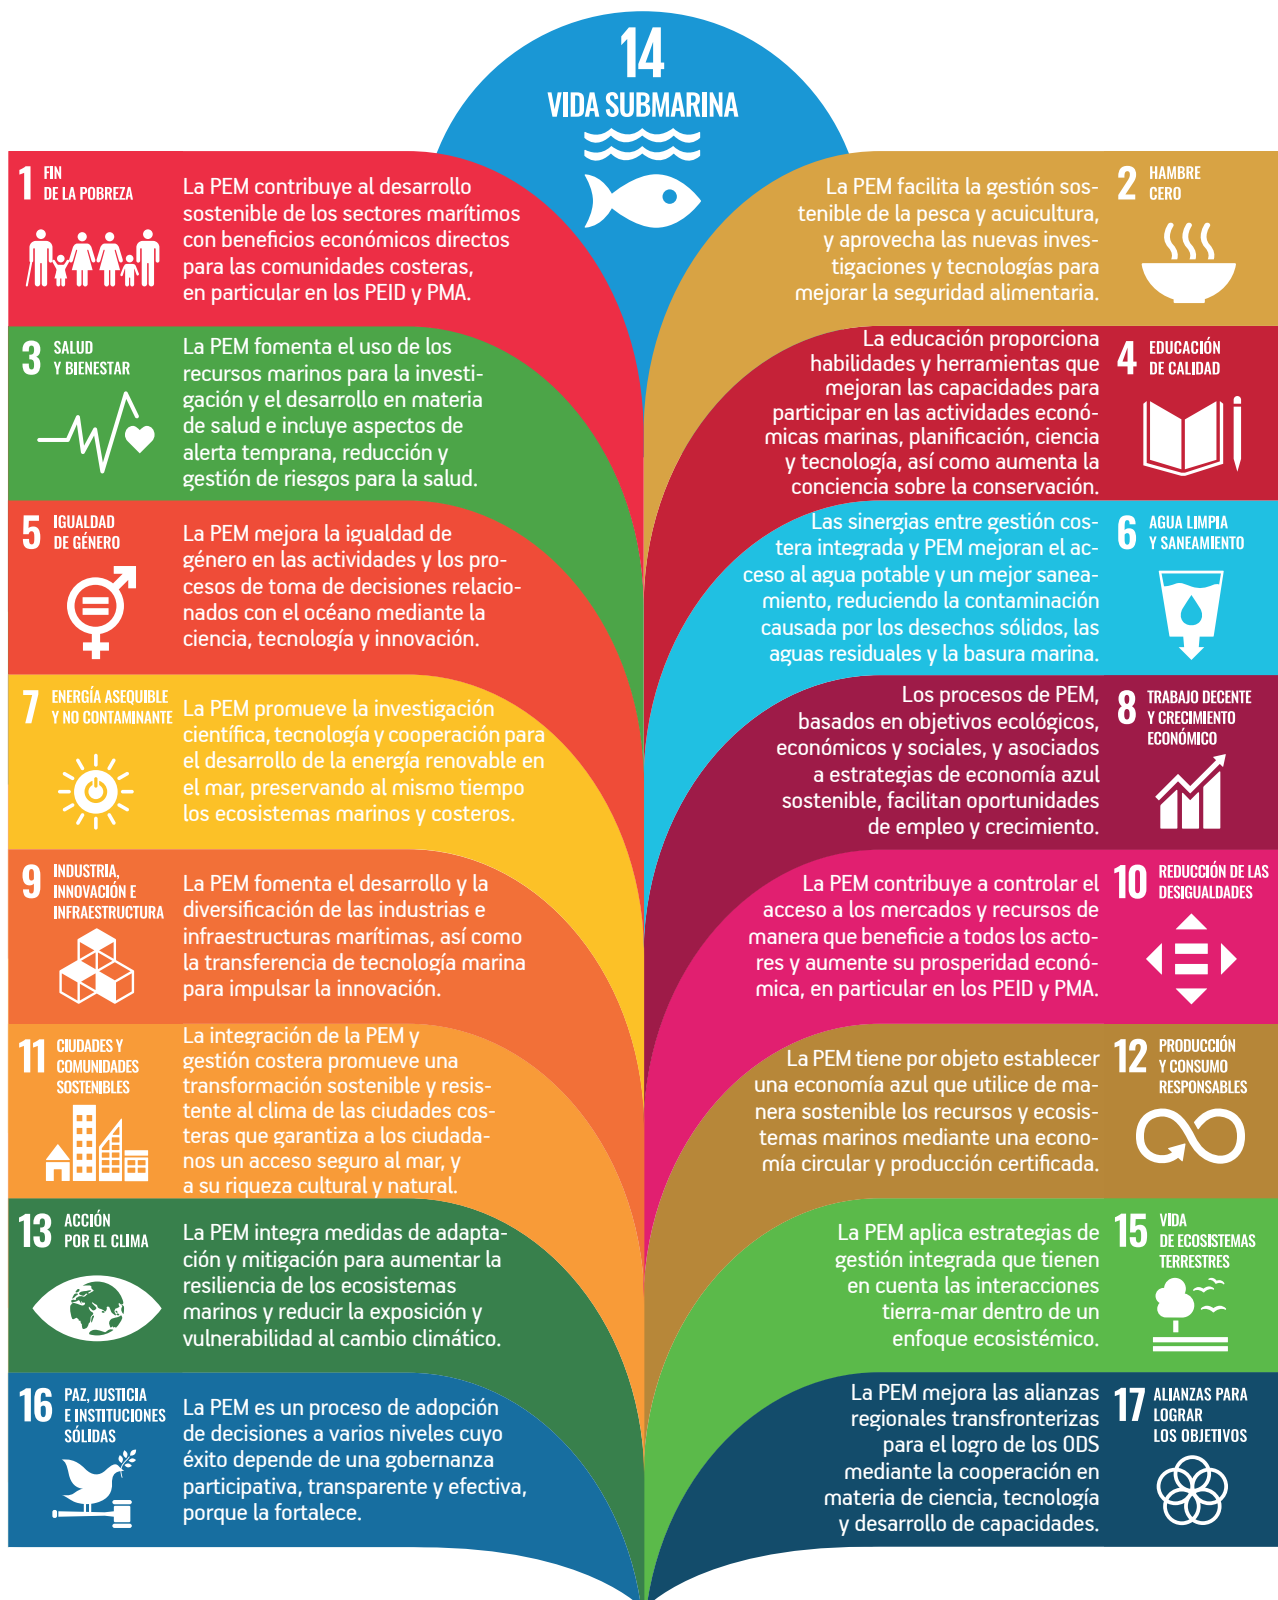 14
VIDA SUBMARINA
1 FIN
DE LA POBREZA
La PEM contribuye al desarrollo
sostenible de los sectores marítimos
con beneficios económicos directos
para las comunidades costeras,
en particular en los PEID y PMA.
2 HAMBRE
CERO
La PEM facilita la gestión sos-
tenible de la pesca y acuicultura,
y aprovecha las nuevas inves-
tigaciones y tecnologías para
mejorar la seguridad alimentaria.
3 SALUD
Y BIENESTAR
La PEM fomenta el uso de los
recursos marinos para la investi-
gación y el desarrollo en materia
de salud e incluye aspectos de
alerta temprana, reducción y
gestión de riesgos para la salud.
4 EDUCACIÓN
DE CALIDAD
La educación proporciona
habilidades y herramientas que
mejoran las capacidades para
participar en las actividades econó-
micas marinas, planificación, ciencia
y tecnología, así como aumenta la
conciencia sobre la conservación.
5 IGUALDAD
DE GÉNERO
La PEM mejora la igualdad de
género en las actividades y los pro-
cesos de toma de decisiones relacio-
nados con el océano mediante la
ciencia, tecnología y innovación.
6 AGUA LIMPIA
Y SANEAMIENTO
Las sinergias entre gestión cos-
tera integrada y PEM mejoran el ac-
ceso al agua potable y un mejor sanea-
miento, reduciendo la contaminación
causada por los desechos sólidos, las
aguas residuales y la basura marina.
7 ENERGÍA ASEQUIBLE
Y NO CONTAMINANTE
La PEM promueve la investigación
científica, tecnología y cooperación para
el desarrollo de la energía renovable en
el mar, preservando al mismo tiempo
los ecosistemas marinos y costeros.
8 TRABAJO DECENTE
Y CRECIMIENTO
ECONÓMICO
Los procesos de PEM,
basados en objetivos ecológicos,
económicos y sociales, y asociados
a estrategias de economía azul
sostenible, facilitan oportunidades
de empleo y crecimiento.
9 INDUSTRIA,
INNOVACIÓN E
INFRAESTRUCTURA
La PEM fomenta el desarrollo y la
diversificación de las industrias e
infraestructuras marítimas, así como
la transferencia de tecnología marina
para impulsar la innovación.
10 REDUCCIÓN DE LAS
DESIGUALDADES
La PEM contribuye a controlar el
acceso a los mercados y recursos de
manera que beneficie a todos los acto-
res y aumente su prosperidad econó-
mica, en particular en los PEID y PMA.
11 CIUDADES Y
COMUNIDADES
SOSTENIBLES
La integración de la PEM y
gestión costera promueve una
transformación sostenible y resis-
tente al clima de las ciudades cos-
teras que garantiza a los ciudada-
nos un acceso seguro al mar, y
a su riqueza cultural y natural.
12 PRODUCCIÓN
Y CONSUMO
RESPONSABLES
La PEM tiene por objeto establecer
una economía azul que utilice de ma-
nera sostenible los recursos y ecosis-
temas marinos mediante una econo-
mía circular y producción certificada.
13 ACCIÓN
POR EL CLIMA
La PEM integra medidas de adapta-
ción y mitigación para aumentar la
resiliencia de los ecosistemas
marinos y reducir la exposición y
vulnerabilidad al cambio climático.
15 VIDA
DE ECOSISTEMAS
TERRESTRES
La PEM aplica estrategias de
gestión integrada que tienen
en cuenta las interacciones
tierra-mar dentro de un
enfoque ecosistémico.
16 PAZ, JUSTICIA
E INSTITUCIONES
SÓLIDAS
La PEM es un proceso de adopción
de decisiones a varios niveles cuyo
éxito depende de una gobernanza
participativa, transparente y efectiva,
porque la fortalece.
17 ALIANZAS PARA
LOGRAR
LOS OBJETIVOS
La PEM mejora las alianzas
regionales transfronterizas
para el logro de los ODS
mediante la cooperación en
materia de ciencia, tecnología
y desarrollo de capacidades.